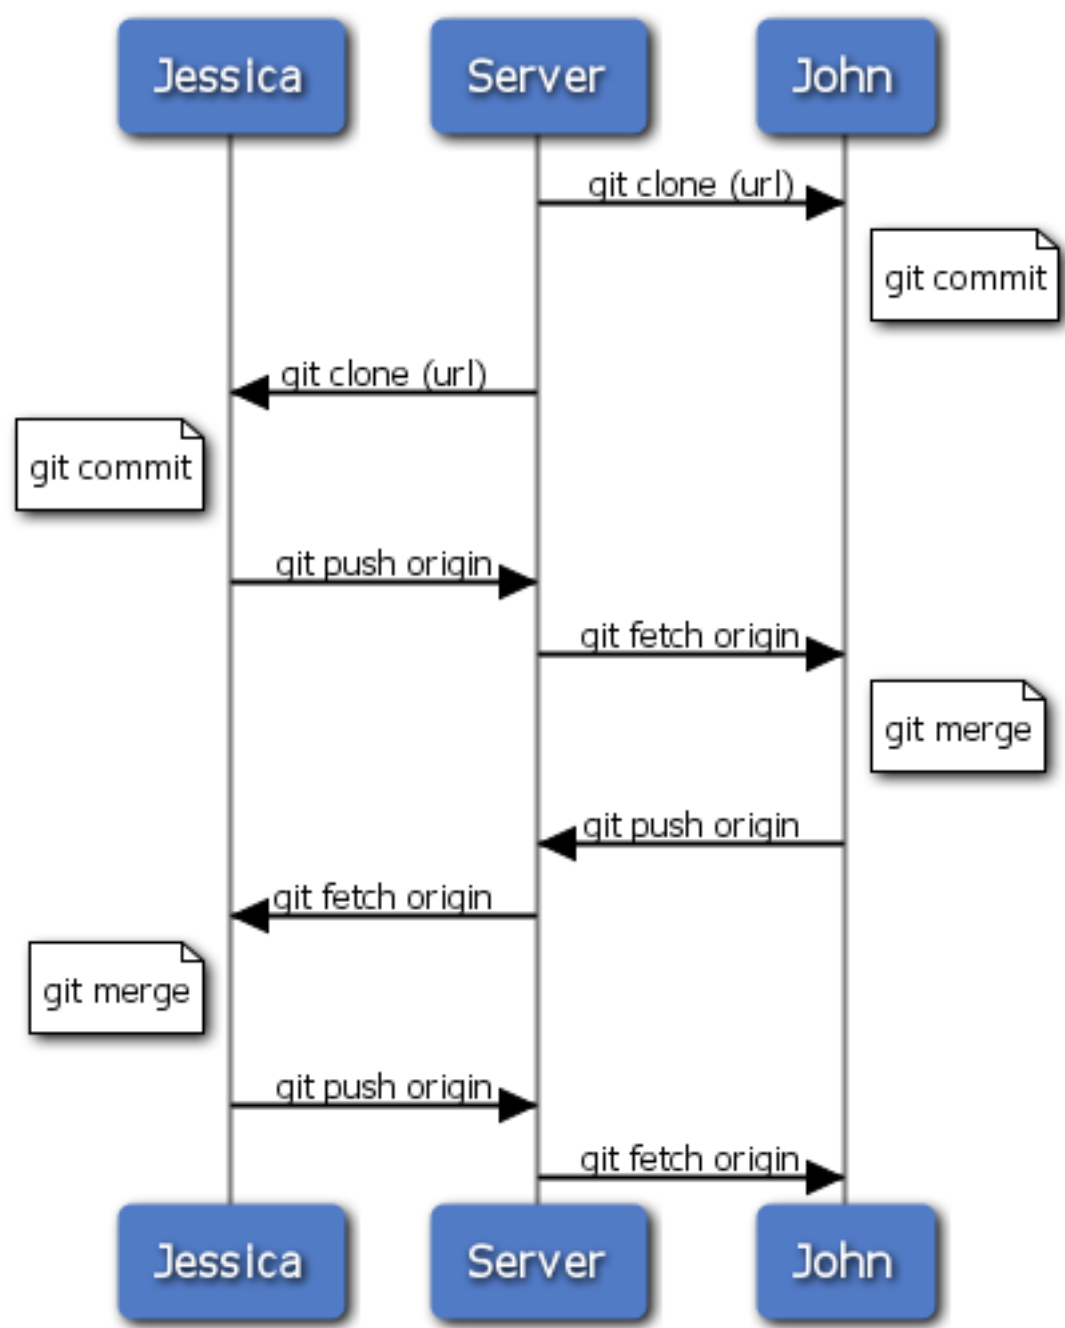 Jessica
Server
John
git clone (url)
git commit
git clone (url)
git commit
git push origin
git fetch origin
git merge
git push origin
git fetch origin
git merge
git push origin
git fetch origin
Jessica
Server
John